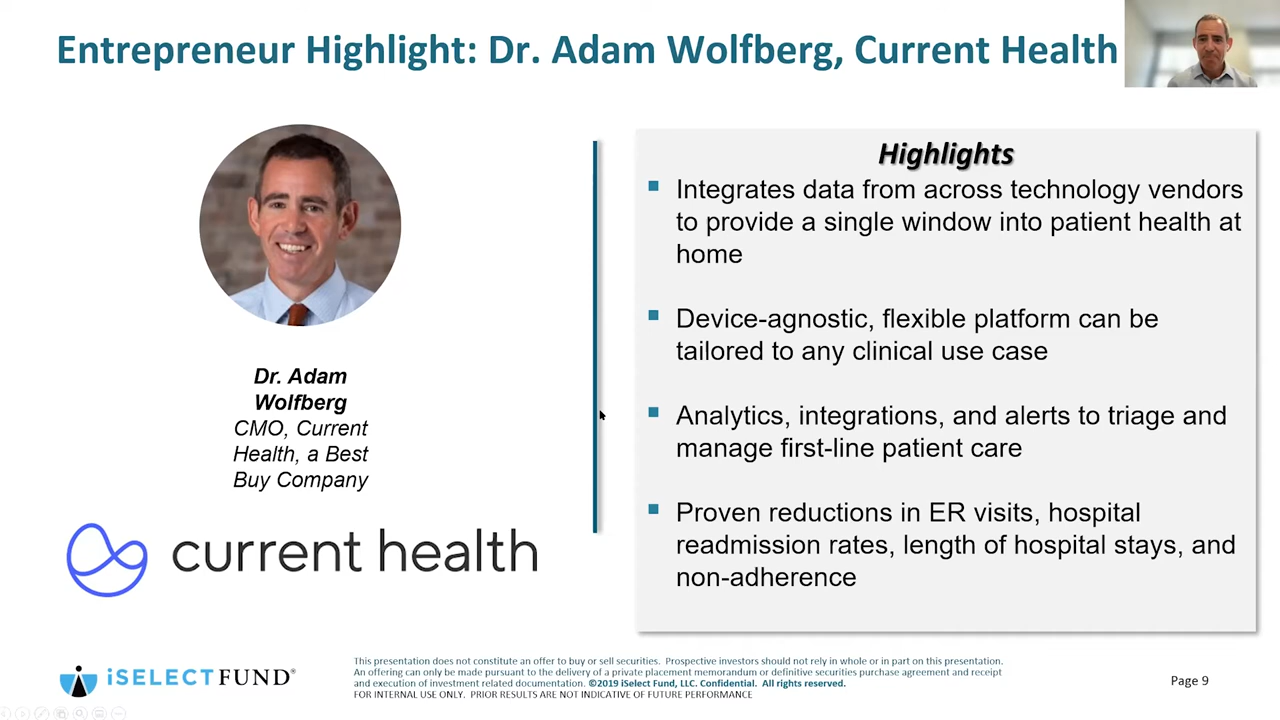 Entrepreneur Highlight: Dr. Adam Wolfberg, Current Health
Dr. Adam
Wolfberg
CMO, Current
Health, a Best
Buy Company
current health
Highlights
▪ Integrates data from across technology vendors
to provide a single window into patient health at
home
▪ Device-agnostic, flexible platform can be
tailored to any clinical use case
▪ Analytics, integrations, and alerts to triage and
manage first-line patient care
▪ Proven reductions in ER visits, hospital
readmission rates, length of hospital stays, and
non-adherence
iSELECTFUND®
This presentation does not constitute an offer to buy or sell securities. Prospective investors should not rely in whole or in part on this presentation.
An offering can only be made pursuant to the delivery of a private placement memorandum or definitive securities purchase agreement and receipt
and execution of investment related documentation. ©2019 iSelect Fund, LLC. Confidential. All rights reserved.
FOR INTERNAL USE ONLY. PRIOR RESULTS ARE NOT INDICATIVE OF FUTURE PERFORMANCE
Page 9